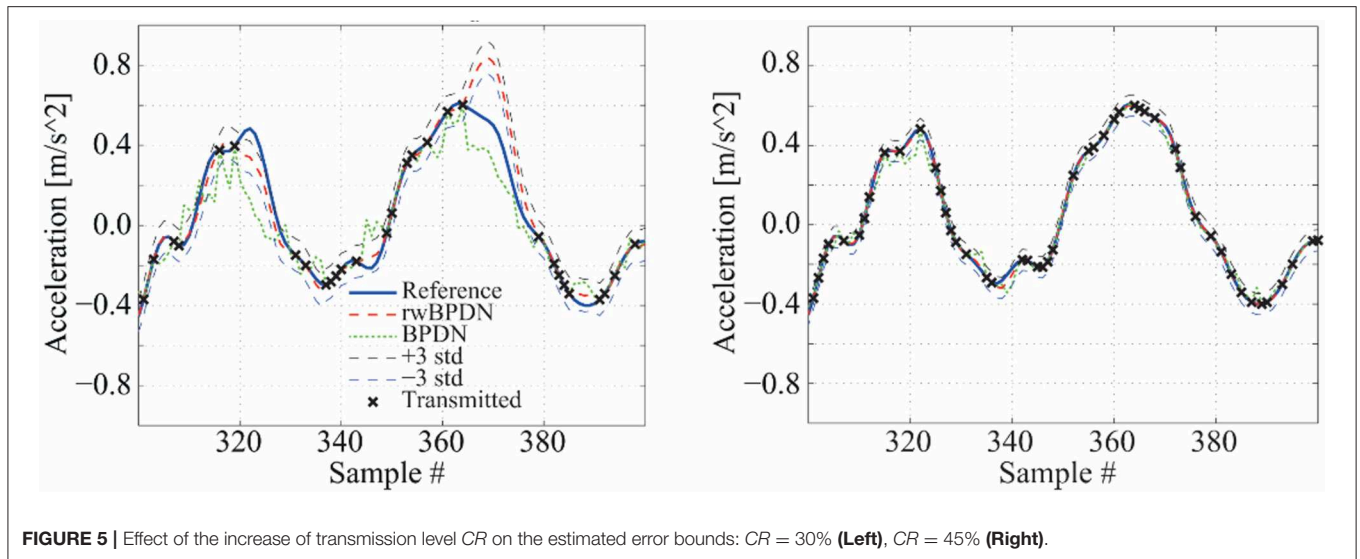 0.8
0.4
0.0
−0.4
−0.8
Acceleration [m/s^2]
320 340 360 380
Sample #
Reference
rwBPDN
BPDN
+3 std
−3 std
Transmitted
0.8
0.4
0.0
−0.4
−0.8
Acceleration [m/s^2]
320 340 360 380
Sample #
FIGURE 5 | Effect of the increase of transmission level CR on the estimated error bounds: CR = 30% (Left), CR = 45% (Right).